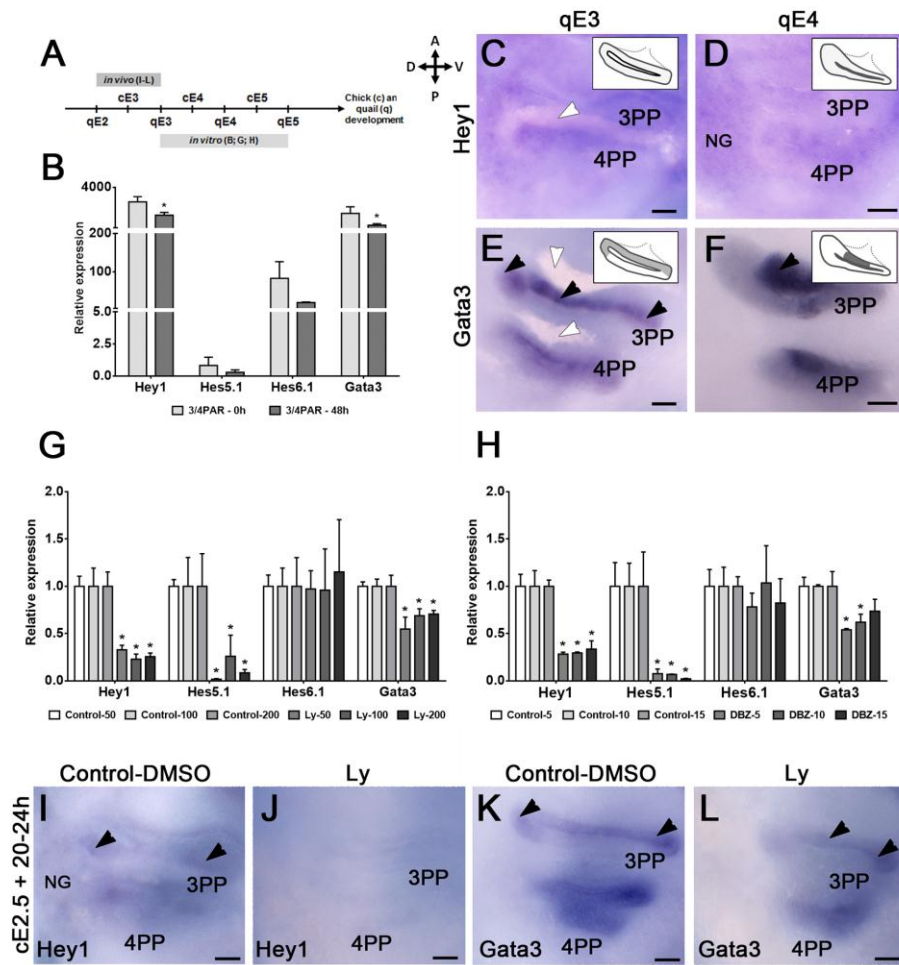 qE3 qE4
A
A
D V
P
in vivo (I-L)
cE3 cE4 cE5
qE2 qE3 qE4 qE5
in vitro (B; G; H)
Chick (c) an
quail (q)
development
C
Hey1
3PP
4PP
D
3PP
NG
4PP
B
Relative expression
4000
200
100
5.0
2.5
0.0
*
*
Hey1 Hes5.1 Hes6.1 Gata3
3/4PAR - 0h 3/4PAR - 48h
E
Gata3
3PP
4PP
F
3PP
4PP
G
Relative expression
2.0
1.5
1.0
0.5
0.0
* * * * * * * * *
Hey1 Hes5.1 Hes6.1 Gata3
Control-50 Control-100 Control-200 Ly-50 Ly-100 Ly-200
H
Relative expression
2.0
1.5
1.0
0.5
0.0
* * * * * * * *
Hey1 Hes5.1 Hes6.1 Gata3
Control-5 Control-10 Control-15 DBZ-5 DBZ-10 DBZ-15
Control-DMSO Ly Control-DMSO Ly
cE2.5 + 20-24h
I
NG
3PP
4PP
Hey1
J
3PP
4PP
Hey1
K
3PP
4PP
Gata3
L
3PP
4PP
Gata3